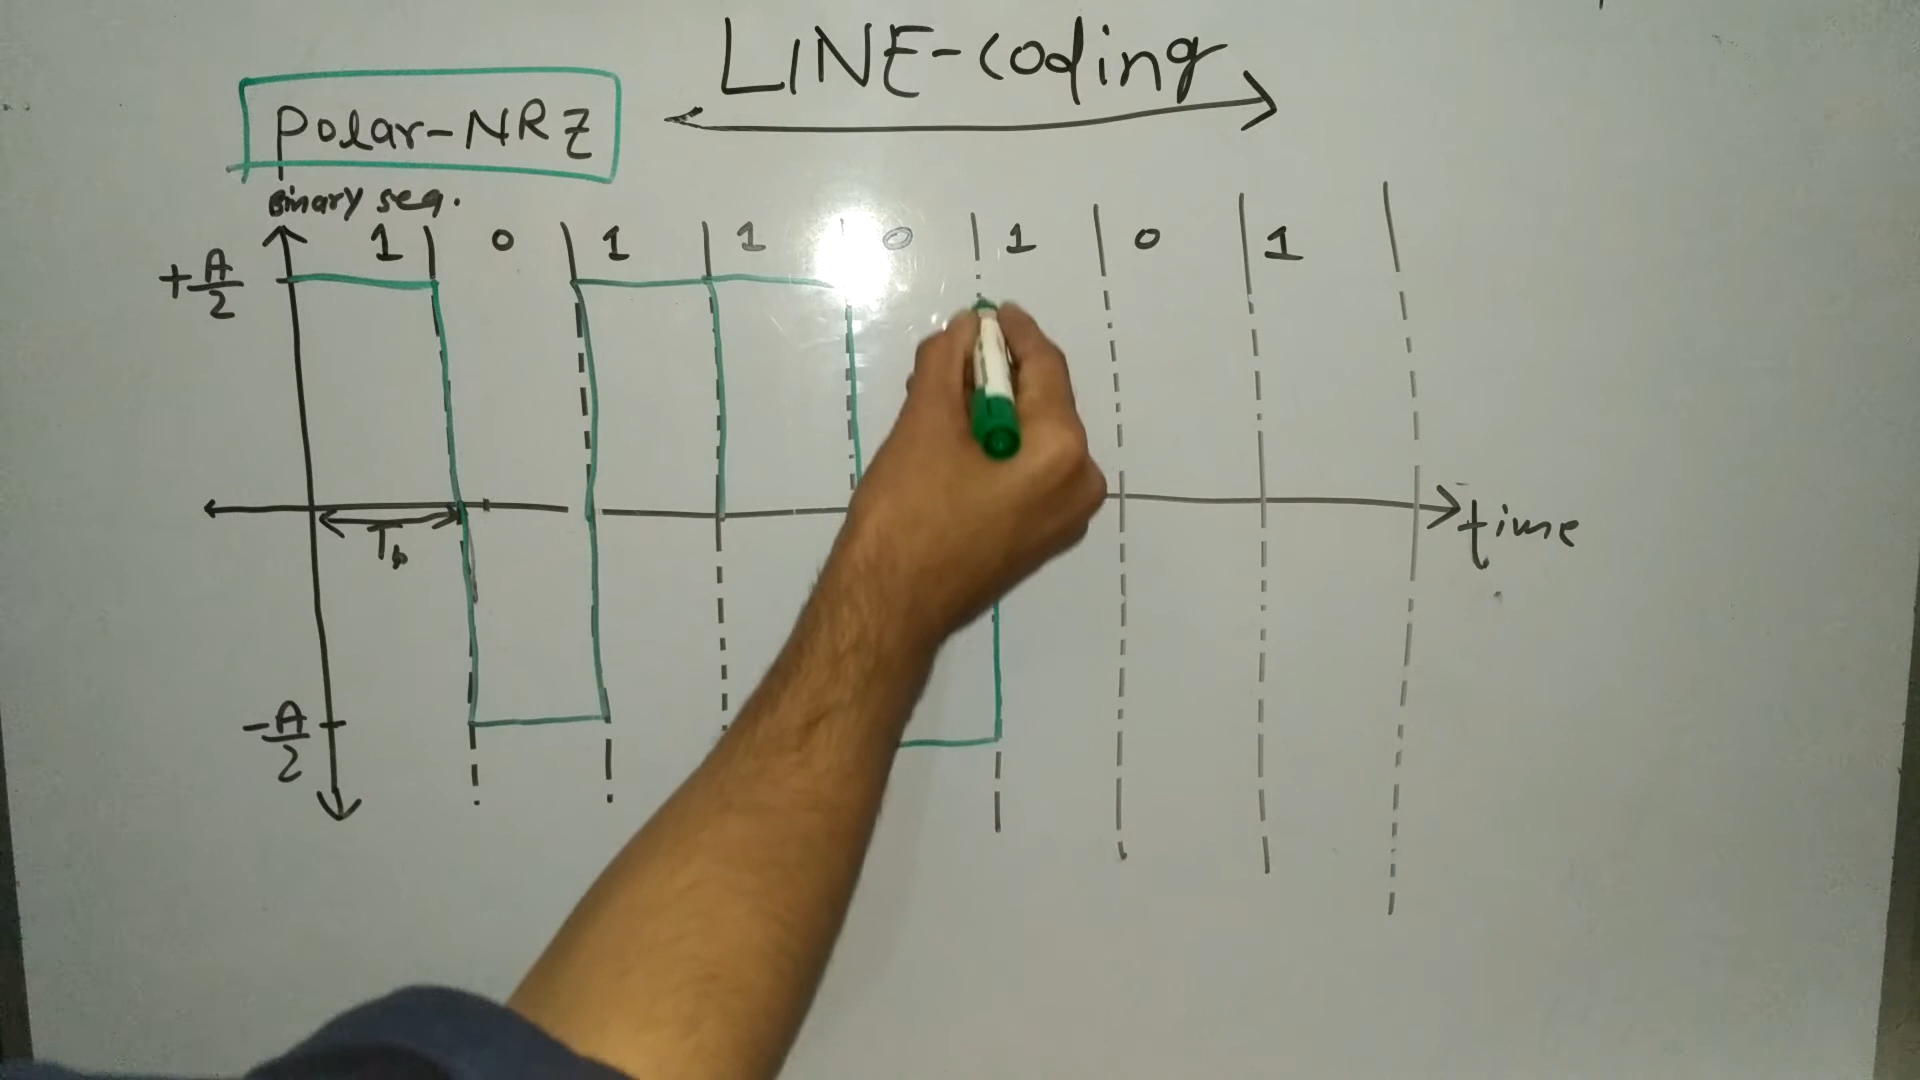 LINE-coding
Polar-NRZ
Binary seq.
1 0 1 1 0 1 0 1
+A/2
Tb
time
-A/2